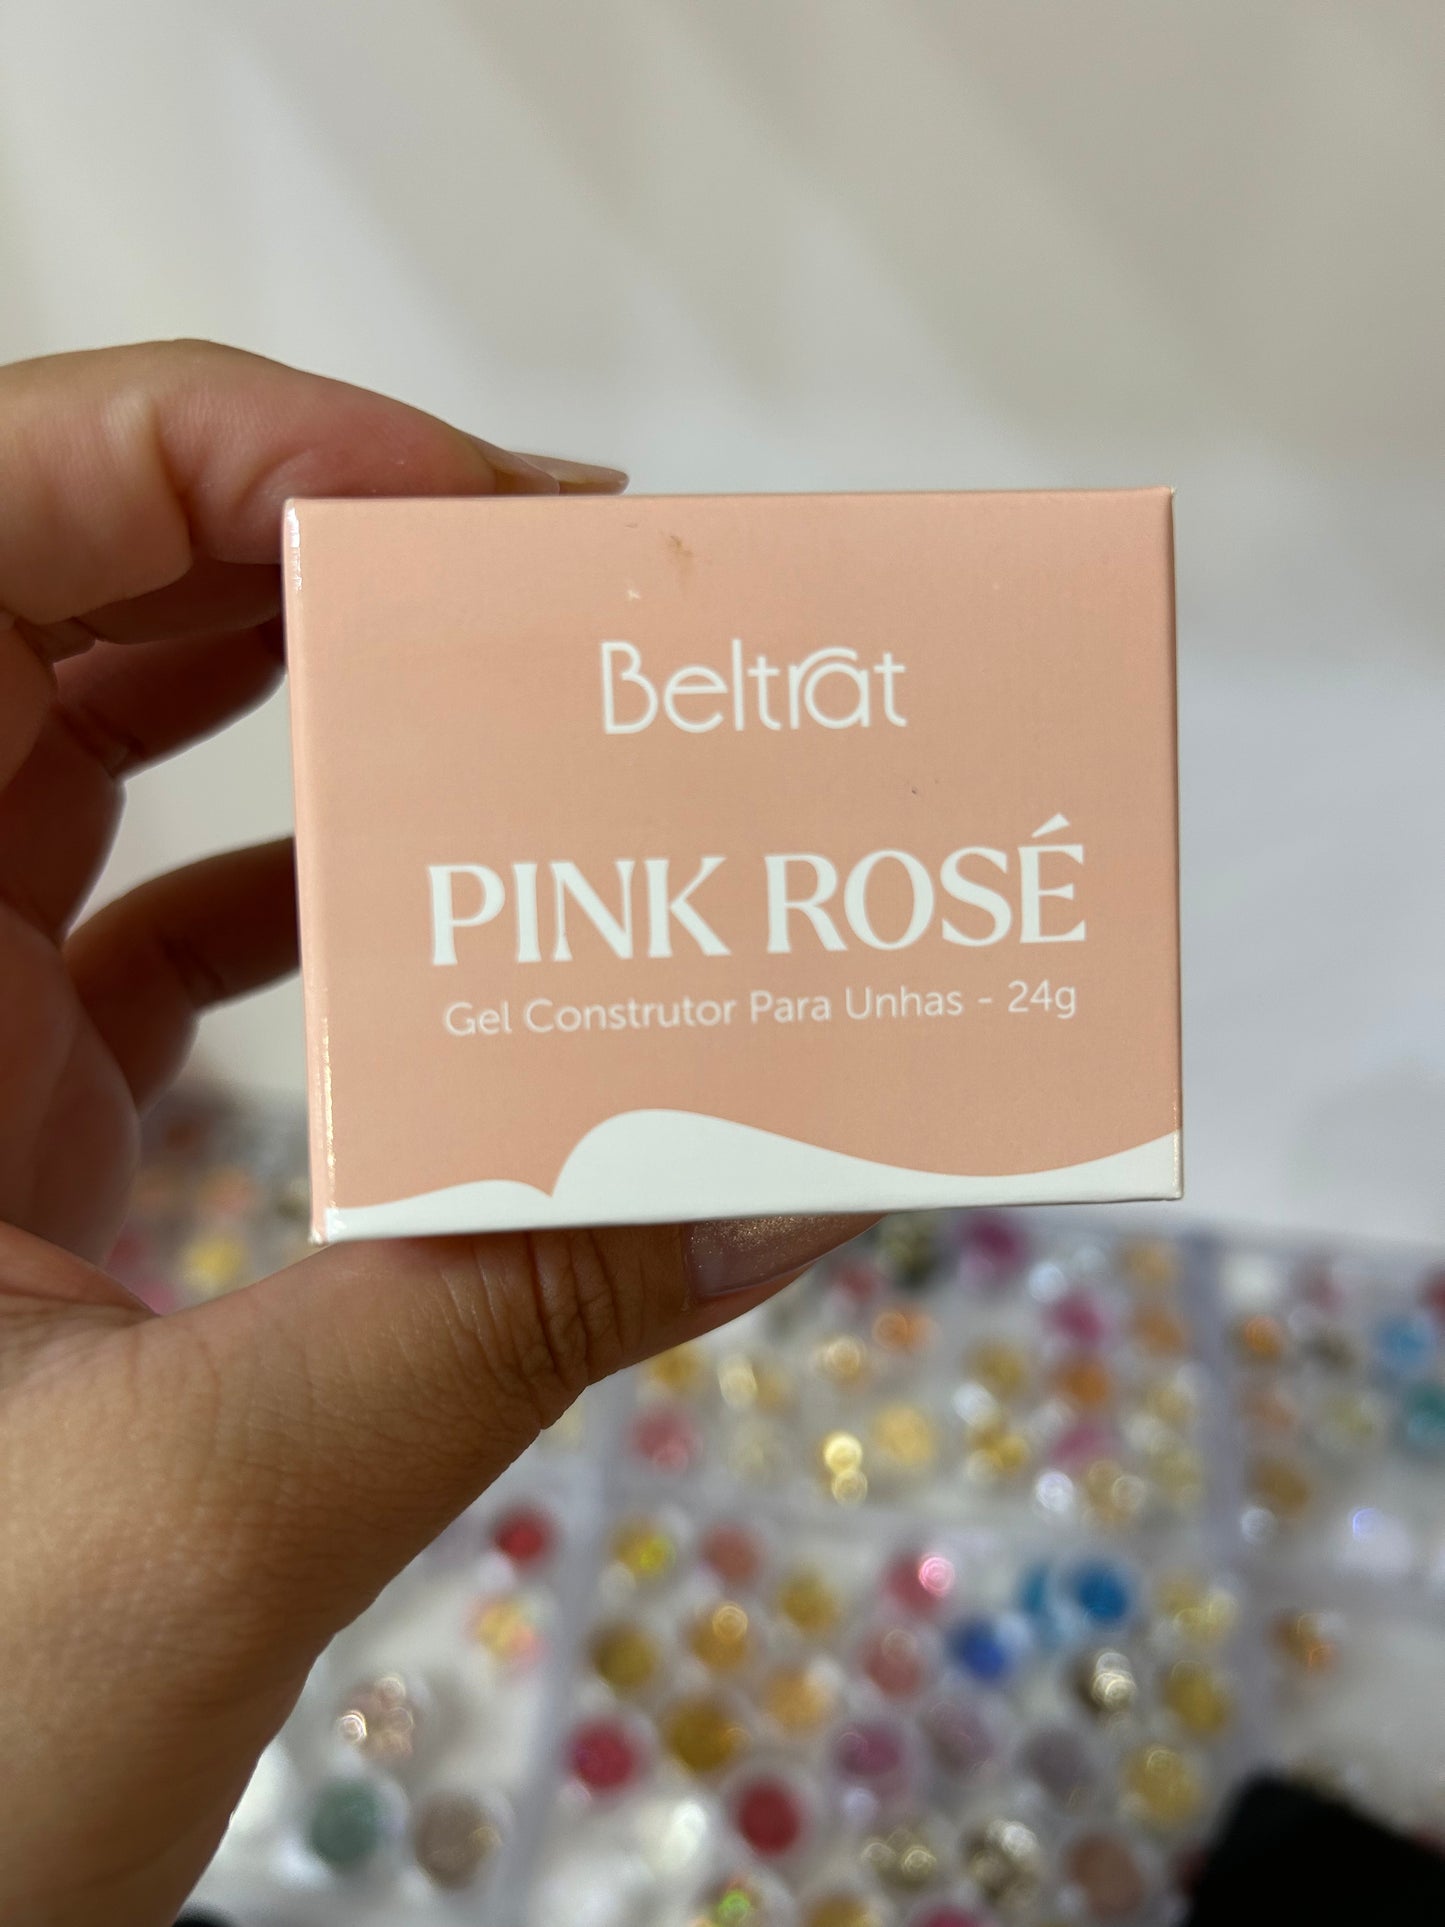 Beltrat
PINK ROSÉ
Gel Construtor Para Unhas - 24g